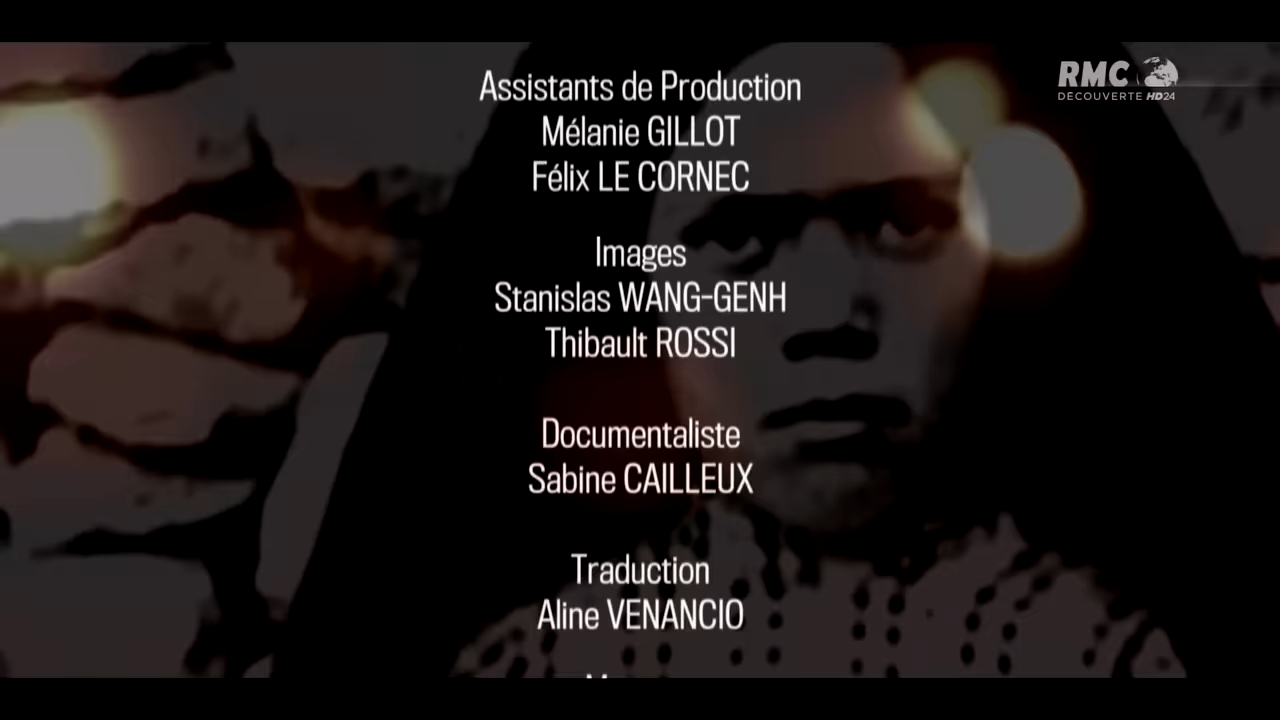 RMC
DECOUVERTE HD24
Assistants de Production
Mélanie GILLOT
Félix LE CORNEC
Images
Stanislas WANG-GENH
Thibault ROSSI
Documentaliste
Sabine CAILLEUX
Traduction
Aline VENANCIO